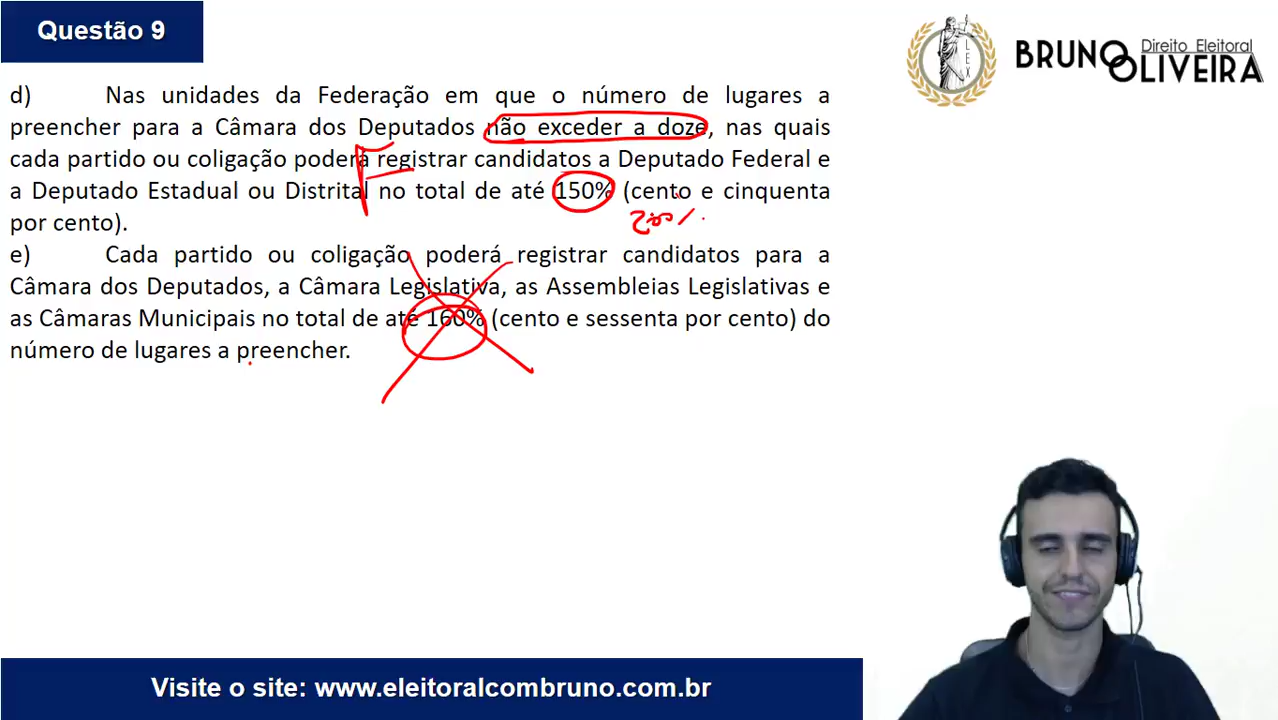 Questão 9
LEX
BRUNO Direito Eleitoral
OLIVEIRA
d) Nas unidades da Federação em que o número de lugares a
preencher para a Câmara dos Deputados não exceder a doze, nas quais
cada partido ou coligação poderá registrar candidatos a Deputado Federal e
a Deputado Estadual ou Distrital no total de até 150% (cento e cinquenta
por cento).
F
200%
e) Cada partido ou coligação poderá registrar candidatos para a
Câmara dos Deputados, a Câmara Legislativa, as Assembleias Legislativas e
as Câmaras Municipais no total de até 160% (cento e sessenta por cento) do
número de lugares a preencher.
Visite o site: www.eleitoralcombruno.com.br